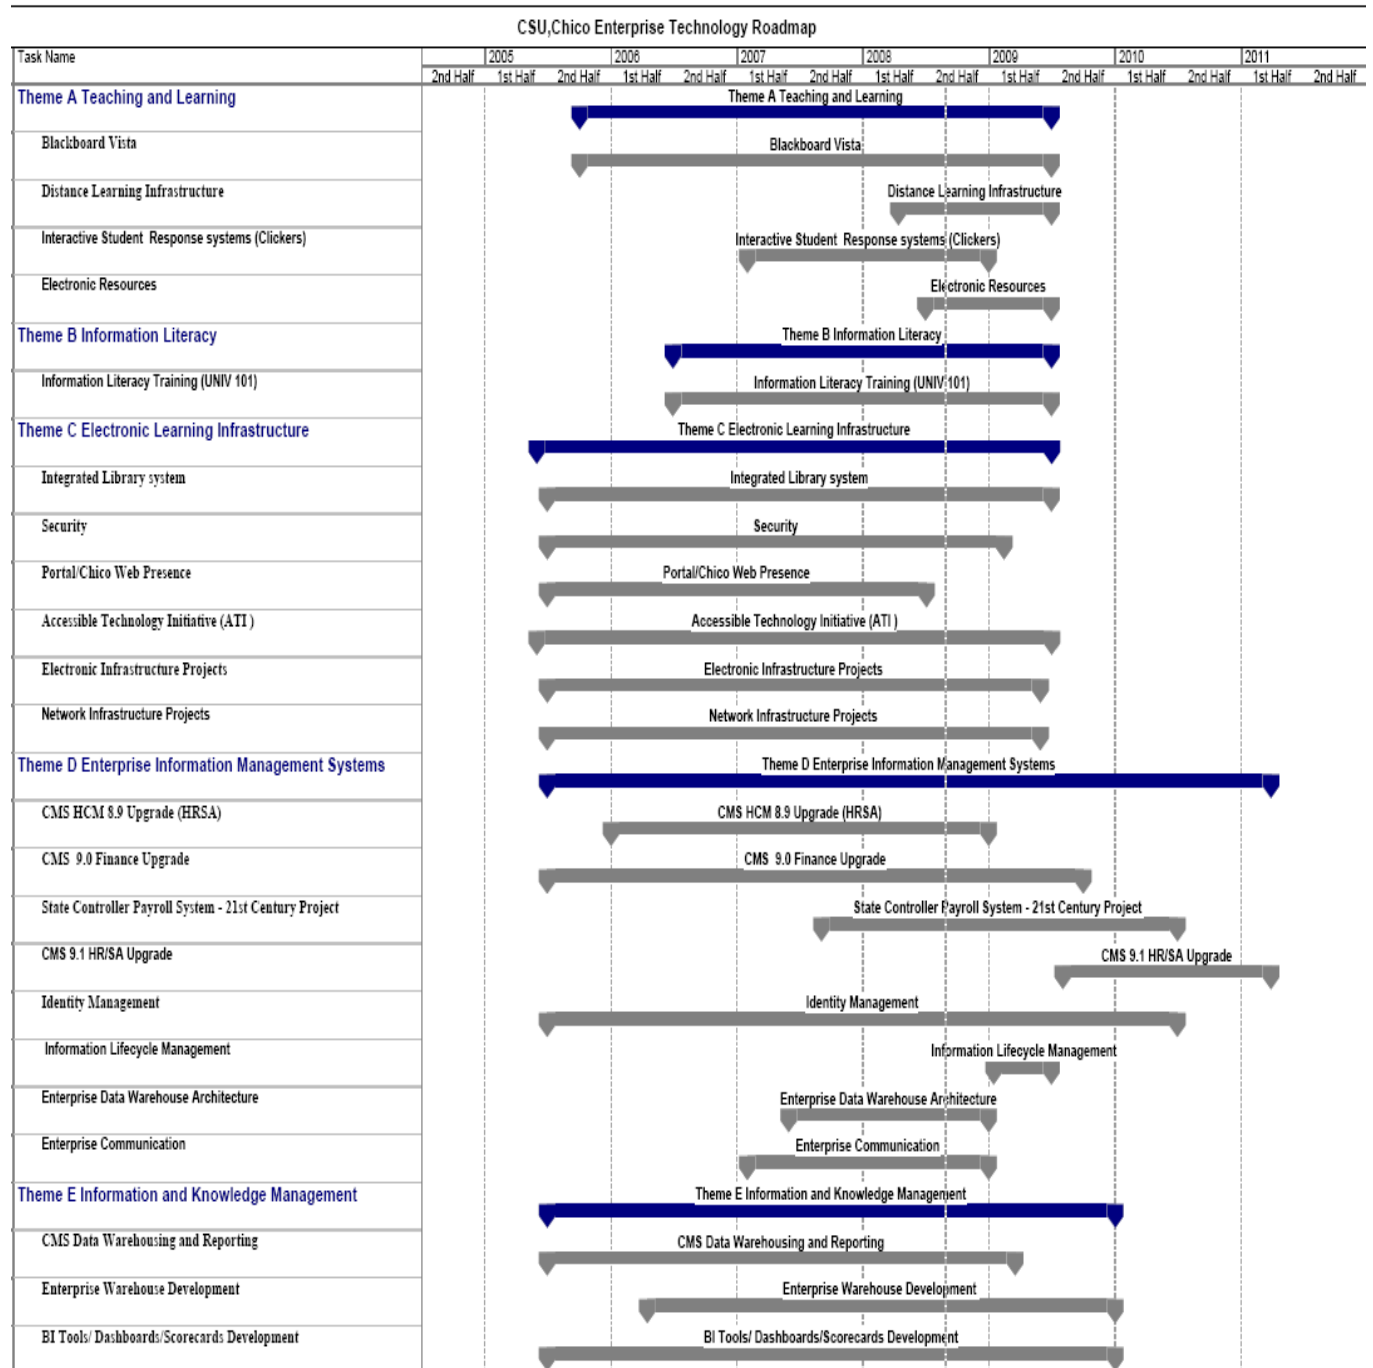 CSU,Chico Enterprise Technology Roadmap
Task Name 2005 2006 2007 2008 2009 2010 2011
2nd Half 1st Half 2nd Half 1st Half 2nd Half 1st Half 2nd Half 1st Half 2nd Half 1st Half 2nd Half 1st Half 2nd Half 1st Half 2nd Half
Theme A Teaching and Learning Theme A Teaching and Learning
Blackboard Vista Blackboard Vista
Distance Learning Infrastructure Distance Learning Infrastructure
Interactive Student Response systems (Clickers) Interactive Student Response systems (Clickers)
Electronic Resources Electronic Resources
Theme B Information Literacy Theme B Information Literacy
Information Literacy Training (UNIV 101) Information Literacy Training (UNIV 101)
Theme C Electronic Learning Infrastructure Theme C Electronic Learning Infrastructure
Integrated Library system Integrated Library system
Security Security
Portal/Chico Web Presence Portal/Chico Web Presence
Accessible Technology Initiative (ATI ) Accessible Technology Initiative (ATI )
Electronic Infrastructure Projects Electronic Infrastructure Projects
Network Infrastructure Projects Network Infrastructure Projects
Theme D Enterprise Information Management Systems Theme D Enterprise Information Management Systems
CMS HCM 8.9 Upgrade (HRSA) CMS HCM 8.9 Upgrade (HRSA)
CMS 9.0 Finance Upgrade CMS 9.0 Finance Upgrade
State Controller Payroll System - 21st Century Project State Controller Payroll System - 21st Century Project
CMS 9.1 HR/SA Upgrade CMS 9.1 HR/SA Upgrade
Identity Management Identity Management
Information Lifecycle Management Information Lifecycle Management
Enterprise Data Warehouse Architecture Enterprise Data Warehouse Architecture
Enterprise Communication Enterprise Communication
Theme E Information and Knowledge Management Theme E Information and Knowledge Management
CMS Data Warehousing and Reporting CMS Data Warehousing and Reporting
Enterprise Warehouse Development Enterprise Warehouse Development
BI Tools/ Dashboards/Scorecards Development BI Tools/ Dashboards/Scorecards Development